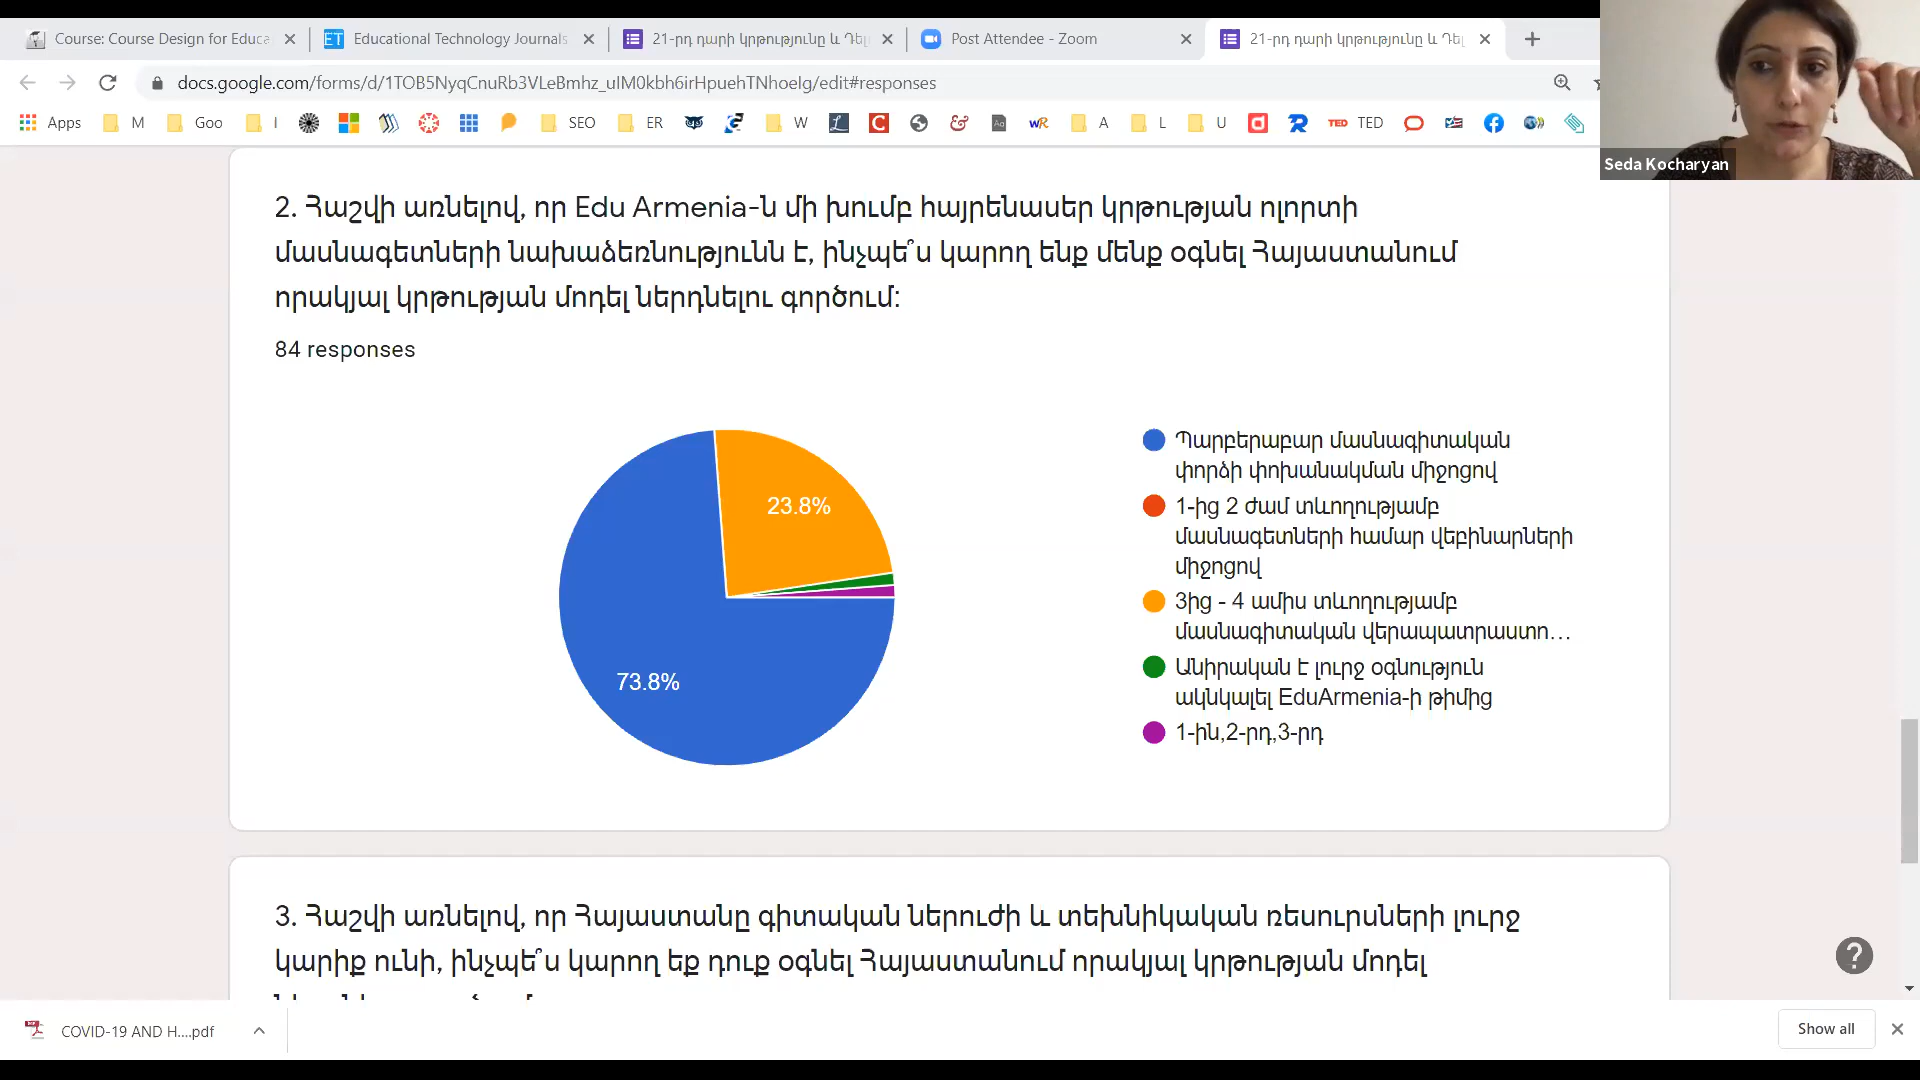 Course: Course Design for Educa
Educational Technology Journals
21-րդ դարի կրթությունը և Դել
Post Attendee - Zoom
21-րդ դարի կրթությունը և Դել
docs.google.com/forms/d/1TOB5NyqCnuRb3VLeBmhz_uIM0kbh6irHpuehTNhoeIg/edit#responses
Apps M Goo I SEO ER W A L U TED TED
Seda Kocharyan
2. Հաշվի առնելով, որ Edu Armenia-ն մի խումբ հայրենասեր կրթության ոլորտի
մասնագետների նախաձեռնությունն է, ինչպե՞ս կարող ենք մենք օգնել Հայաստանում
որակյալ կրթության մոդել ներդնելու գործում:
84 responses
23.8%
73.8%
Պարբերաբար մասնագիտական
փորձի փոխանակման միջոցով
1-ից 2 ժամ տևողությամբ
մասնագետների համար վեբինարների
միջոցով
3ից - 4 ամիս տևողությամբ
մասնագիտական վերապատրաստո...
Անիրական է լուրջ օգնություն
ակնկալել EduArmenia-ի թիմից
1-ին,2-րդ,3-րդ
3. Հաշվի առնելով, որ Հայաստանը գիտական ներուժի և տեխնիկական ռեսուրսների լուրջ
կարիք ունի, ինչպե՞ս կարող եք դուք օգնել Հայաստանում որակյալ կրթության մոդել
COVID-19 AND H....pdf
Show all